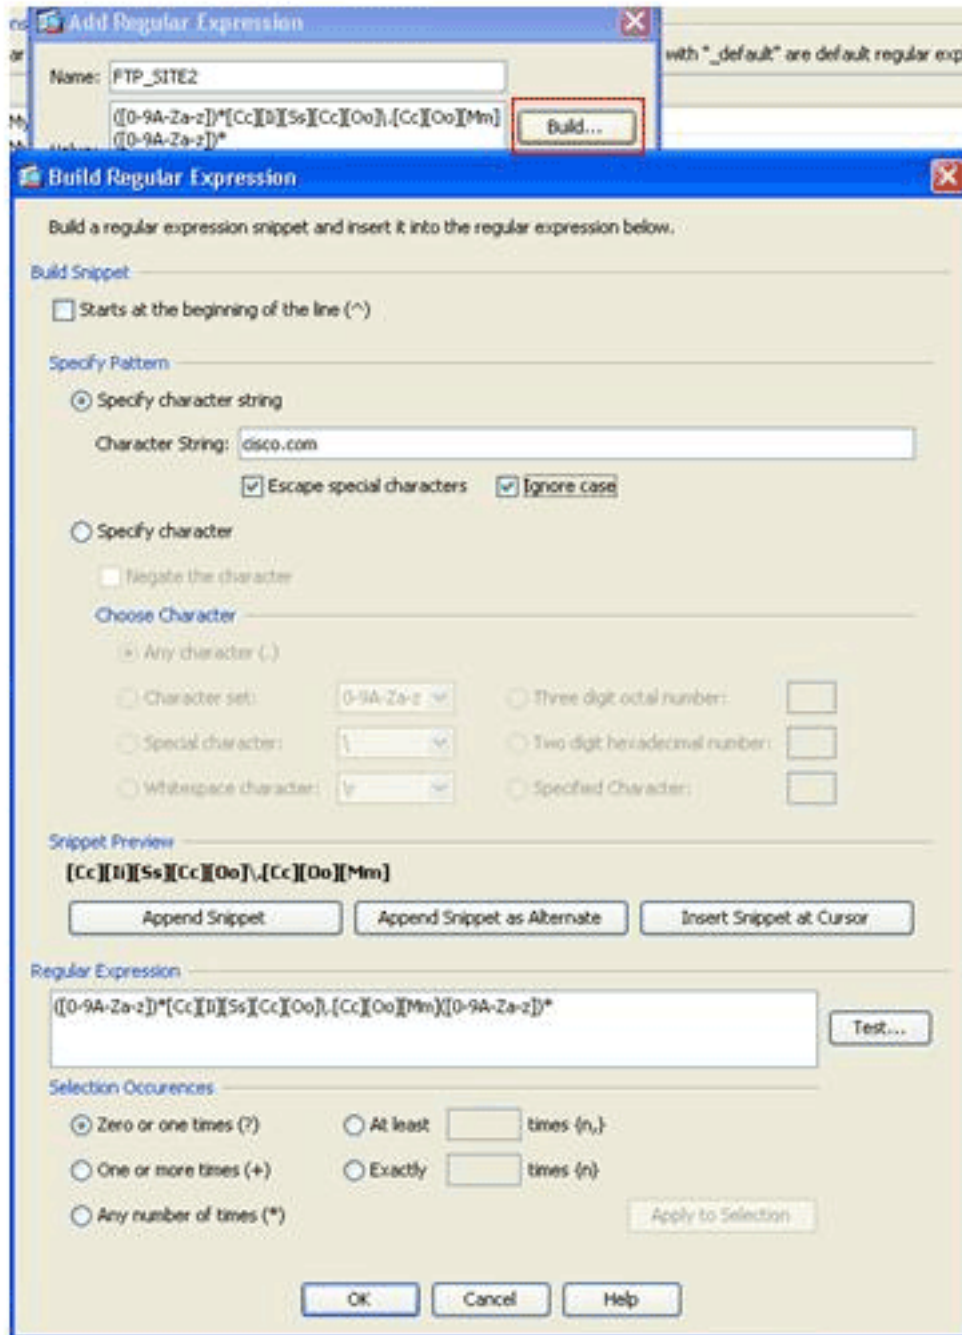 Add Regular Expression
with "_default" are default regular exp
Name: FTP_SITE2
([0-9A-Za-z])*[Cc][Ii][Ss][Cc][Oo]\.[Cc][Oo][Mm]
([0-9A-Za-z])*
Build...
Build Regular Expression
Build a regular expression snippet and insert it into the regular expression below.
Build Snippet
Starts at the beginning of the line (^)
Specify Pattern
Specify character string
Character String: cisco.com
Escape special characters Ignore case
Specify character
Negate the character
Choose Character
Any character (.)
Character set: 0-9A-Za-z Three digit octal number:
Special character: \ Two digit hexadecimal number:
Whitespace character: \r Specified Character:
Snippet Preview
[Cc][Ii][Ss][Cc][Oo]\.[Cc][Oo][Mm]
Append Snippet Append Snippet as Alternate Insert Snippet at Cursor
Regular Expression
([0-9A-Za-z])*[Cc][Ii][Ss][Cc][Oo]\.[Cc][Oo][Mm]([0-9A-Za-z])*
Test...
Selection Occurences
Zero or one times (?) At least times {n,}
One or more times (+) Exactly times {n}
Any number of times (*) Apply to Selection
OK Cancel Help